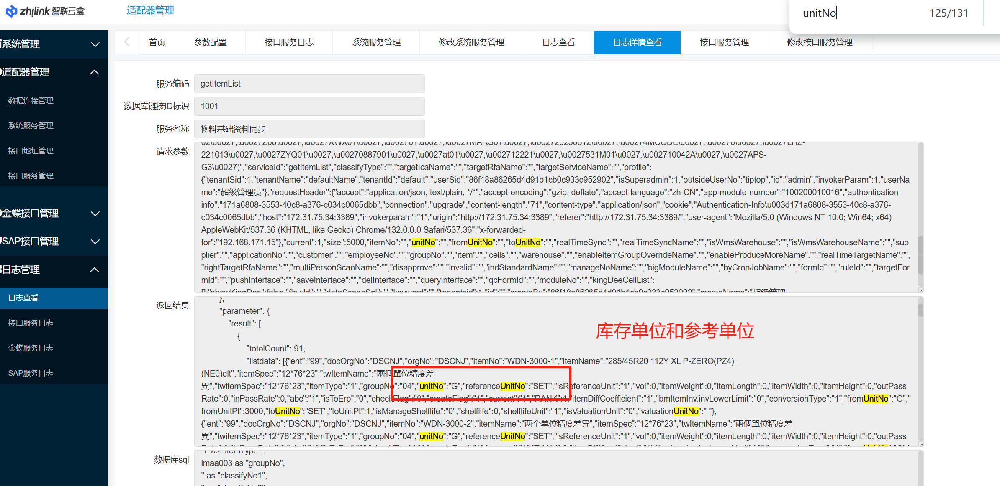 zhilink 智联云盒
适配器管理
unitNo
125/131
系统管理
适配器管理
数据连接管理
系统服务管理
接口地址管理
接口服务管理
金蝶接口管理
SAP接口管理
日志管理
日志查看
接口服务日志
金蝶服务日志
SAP服务日志
首页
参数配置
接口服务日志
系统服务管理
修改系统服务管理
日志查看
日志详情查看
接口服务管理
修改接口服务管理
服务编码
getItemList
数据库链接ID标识
1001
服务名称
物料基础资料同步
请求参数
221013\u0027,\u0027ZYQ01\u0027,\u00270887901\u0027,\u0027at01\u0027,\u002712221\u0027,\u0027531M01\u0027,\u002710042A\u0027,\u0027APS-
G3\u0027)","serviceId":"getItemList","classifyType":"","targetIcaName":"","targetRfaName":"","targetServiceName":"","profile":
{"tenantSid":1,"tenantName":"defaultName","tenantId":"default","userSid":"86f18a86265d4d91b1cb0c933c952902","isSuperadmin":1,"outsideUserNo":"tiptop","id":"admin","invokerParam":1,"userNa
me":"超级管理员"},"requestHeader":{"accept":"application/json, text/plain, */*","accept-encoding":"gzip, deflate","accept-language":"zh-CN","app-module-number":"100200010016","authentication-
info":"171a6808-3553-40c8-a376-c034c0065dbb","connection":"upgrade","content-length":"71","content-type":"application/json","cookie":"Authentication-Info\u003d171a6808-3553-40c8-a376-
c034c0065dbb","host":"172.31.75.34:3389","invokerparam":"1","origin":"http://172.31.75.34:3389","referer":"http://172.31.75.34:3389/","user-agent":"Mozilla/5.0 (Windows NT 10.0; Win64; x64)
AppleWebKit/537.36 (KHTML, like Gecko) Chrome/132.0.0.0 Safari/537.36","x-forwarded-
for":"192.168.171.15"},"current":1,"size":5000,"itemNo":"","unitNo":"","fromUnitNo":"","toUnitNo":"","realTimeSync":"","realTimeSyncName":"","isWmsWarehouse":"","isWmsWarehouseName":"","sup
plier":"","applicationNo":"","customer":"","employeeNo":"","groupNo":"","item":"","cells":"","warehouse":"","enableItemGroupOverrideName":"","enableProduceMoreName":"","realTimeTargetName":"",
"rightTargetRfaName":"","multiPersonScanName":"","disapprove":"","invalid":"","indStandardName":"","manageNoName":"","bigModuleName":"","byCronJobName":"","formId":"","ruleId":"","targetFor
mId":"","pushInterface":"","saveInterface":"","delInterface":"","queryInterface":"","qcFormId":"","moduleNo":"","kingDeeCellList":
返回结果
},
"parameter": {
"result": [
{
"totolCount": 91,
库存单位和参考单位
"listdata": [{"ent":"99","docOrgNo":"DSCNJ","orgNo":"DSCNJ","itemNo":"WDN-3000-1","itemName":"285/45R20 112Y XL P-ZERO(PZ4)
(NE0)elt","itemSpec":"12*76*23","twItemName":"兩個單位精度差
異","twitemSpec":"12*76*23","itemType":"1","groupNo":"04","unitNo":"G","referenceUnitNo":"SET","isReferenceUnit":"1","vol":0,"itemWeight":0,"itemLength":0,"itemWidth":0,"itemHeight":0,"outPass
Rate":0,"inPassRate":0,"abc":"1","isToErp":"0","checkFlag":"0","createFlag":"1","current":"1","RANK":1,"itemDiffCoefficient":"1","bmItemInv.invLowerLimit":"0","conversionType":"1","fromUnitNo":"G","
fromUnitPt":3000,"toUnitNo":"SET","toUnitPt":1,"isManageShelflife":"0","shelflife":0,"shelflifeUnit":"1","isValuationUnit":"0","valuationUnitNo":" "},
{"ent":"99","docOrgNo":"DSCNJ","orgNo":"DSCNJ","itemNo":"WDN-3000-2","itemName":"两个单位精度差异","itemSpec":"12*76*23","twItemName":"兩個單位精度差
異","twitemSpec":"12*76*23","itemType":"1","groupNo":"04","unitNo":"G","referenceUnitNo":"SET","isReferenceUnit":"1","vol":0,"itemWeight":0,"itemLength":0,"itemWidth":0,"itemHeight":0,"outPass
数据库sql
imaa003 as "groupNo",
'' as "classifyNo1",